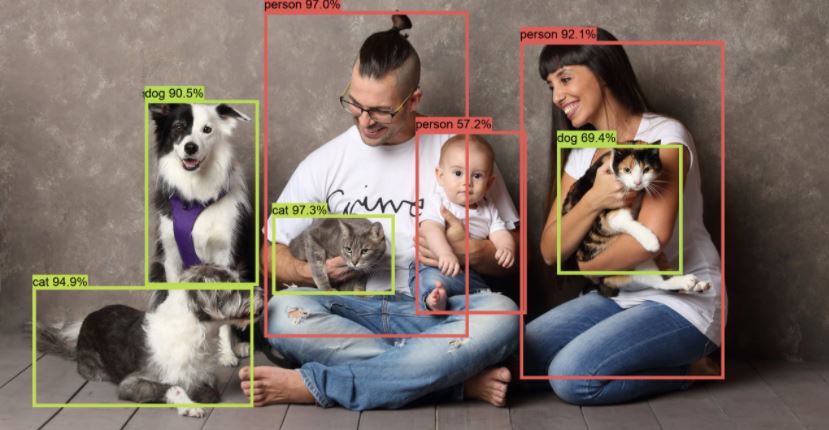 person 97.0%
person 92.1%
dog 90.5%
person 57.2%
dog 69.4%
cat 97.3%
cat 94.9%